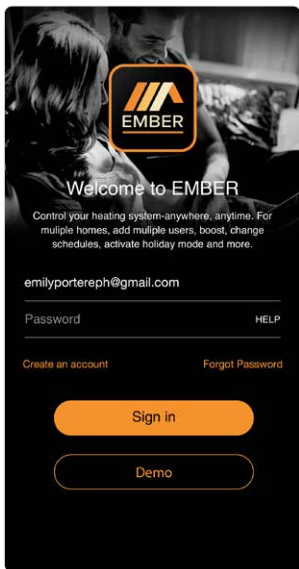 EMBER
Welcome to EMBER
Control your heating system-anywhere, anytime. For
muliple homes, add muliple users, boost, change
schedules, activate holiday mode and more.
emilyportereph@gmail.com
Password HELP
Create an account Forgot Password
Sign in
Demo